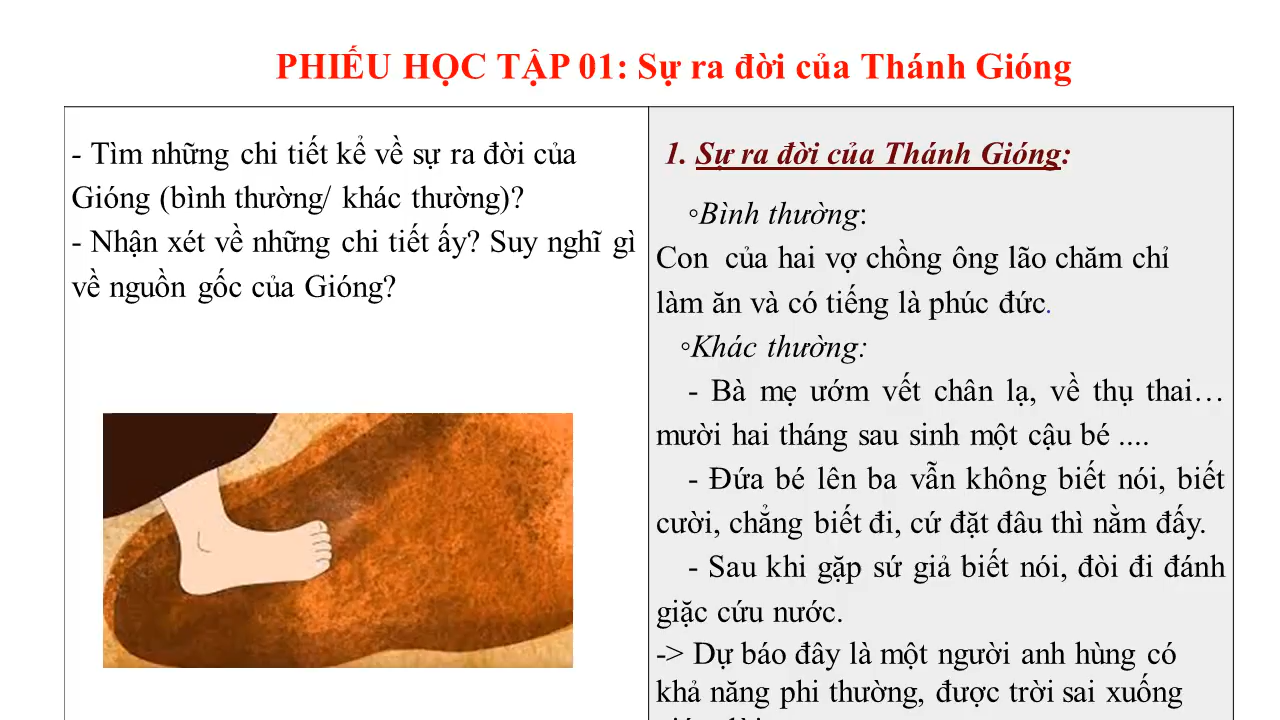 PHIẾU HỌC TẬP 01: Sự ra đời của Thánh Gióng
- Tìm những chi tiết kể về sự ra đời của
Gióng (bình thường/ khác thường)?
- Nhận xét về những chi tiết ấy? Suy nghĩ gì
về nguồn gốc của Gióng?
1. Sự ra đời của Thánh Gióng:
◦Bình thường:
Con của hai vợ chồng ông lão chăm chỉ
làm ăn và có tiếng là phúc đức.
◦Khác thường:
- Bà mẹ ướm vết chân lạ, về thụ thai…
mười hai tháng sau sinh một cậu bé ....
- Đứa bé lên ba vẫn không biết nói, biết
cười, chẳng biết đi, cứ đặt đâu thì nằm đấy.
- Sau khi gặp sứ giả biết nói, đòi đi đánh
giặc cứu nước.
-> Dự báo đây là một người anh hùng có
khả năng phi thường, được trời sai xuống